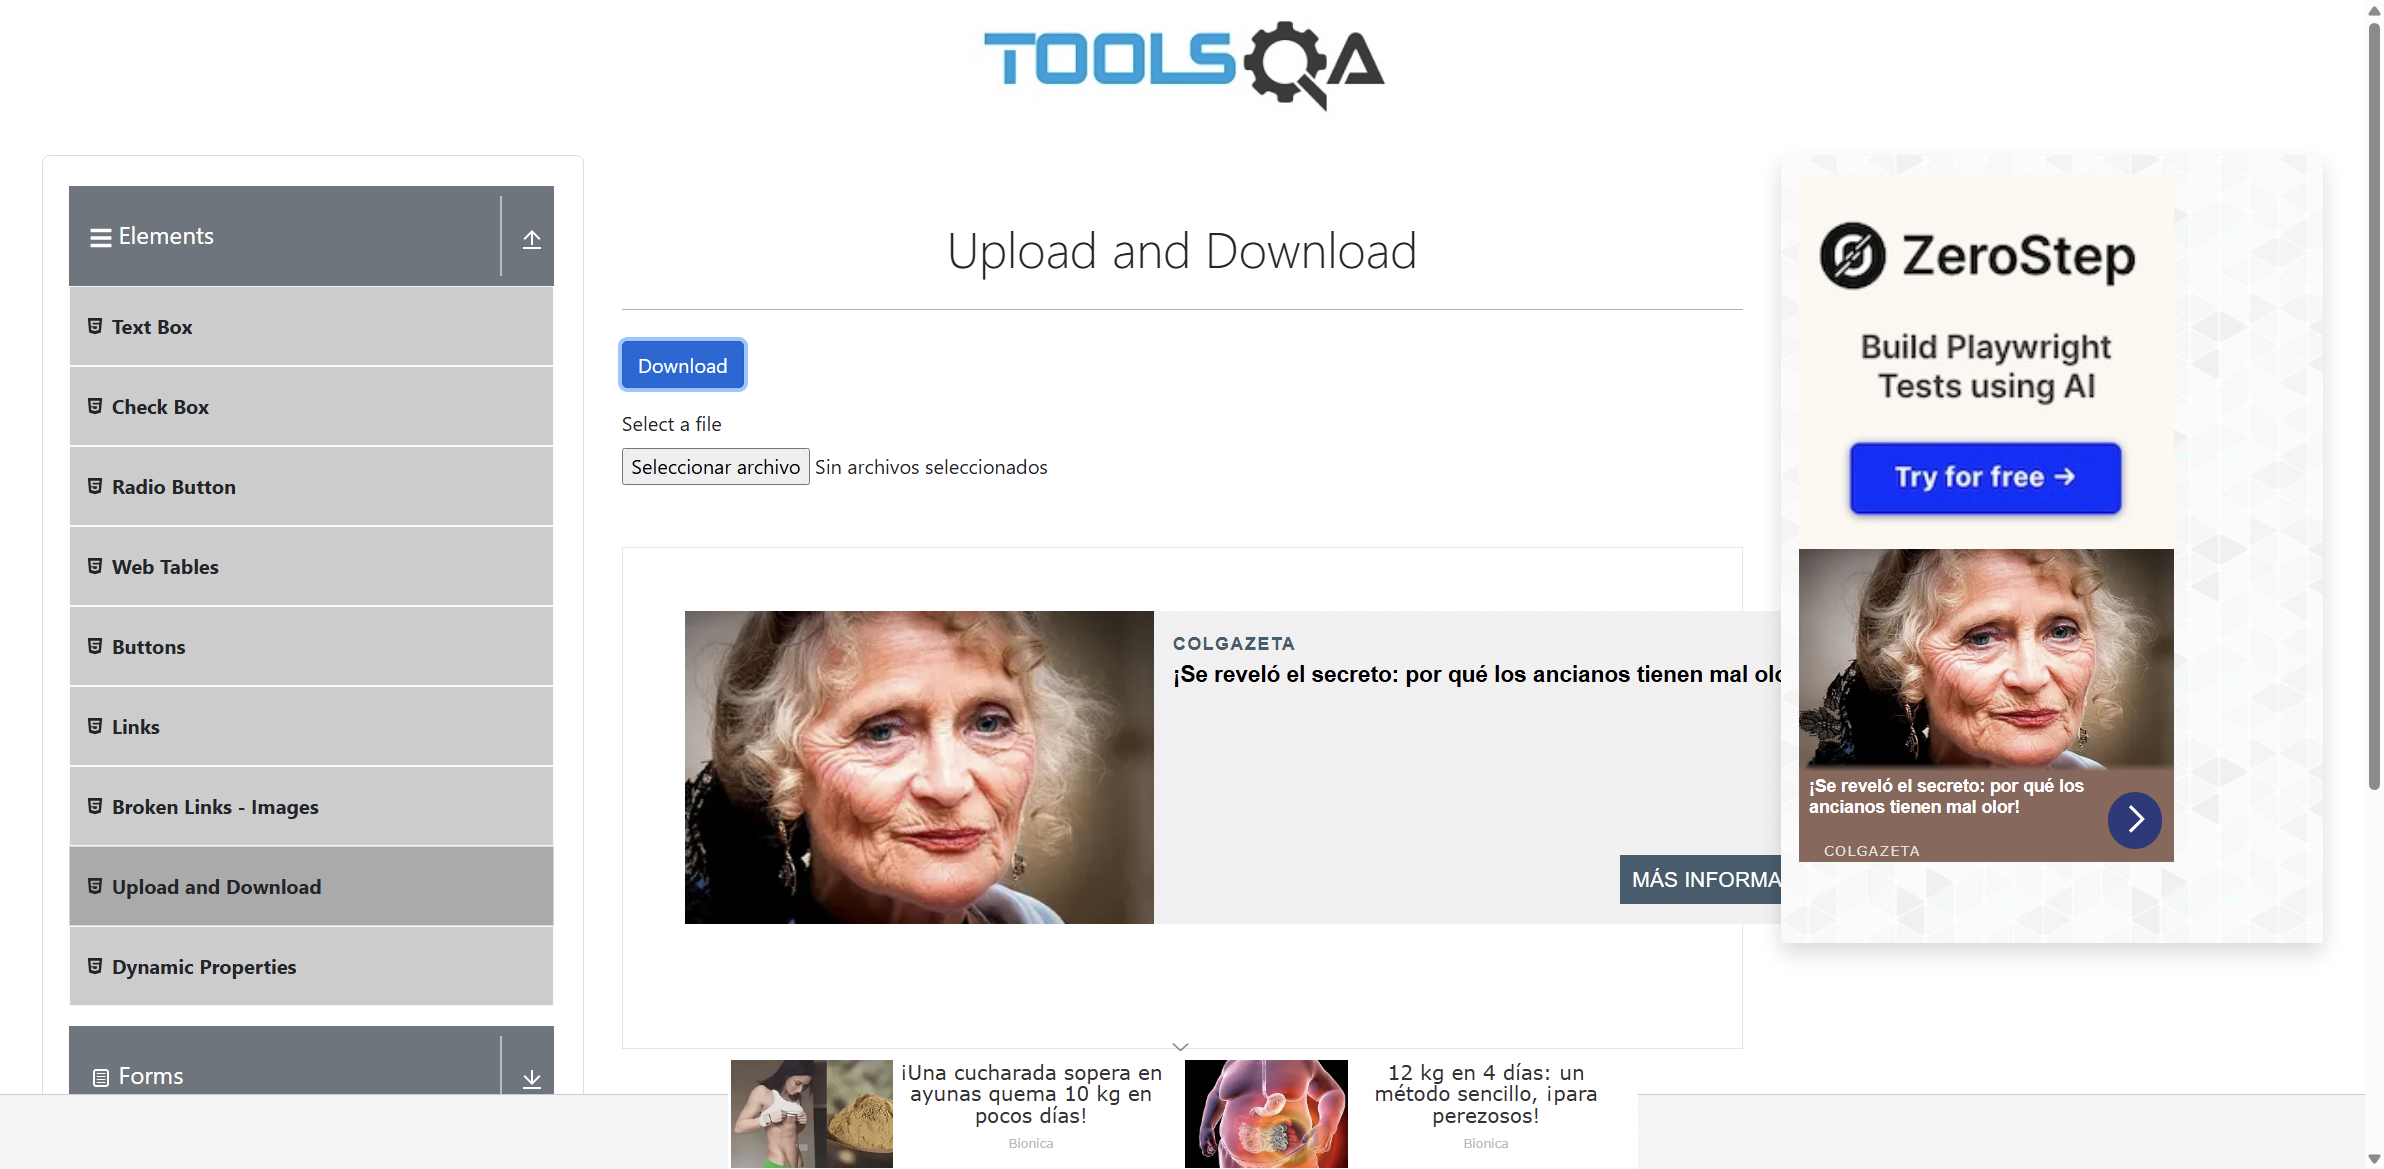 TOOLSQA
Elements
Text Box
Check Box
Radio Button
Web Tables
Buttons
Links
Broken Links - Images
Upload and Download
Dynamic Properties
Forms
Upload and Download
Download
Select a file
Seleccionar archivo Sin archivos seleccionados
COLGAZETA
¡Se reveló el secreto: por qué los ancianos tienen mal olo
MÁS INFORMA
ZeroStep
Build Playwright
Tests using AI
Try for free →
¡Se reveló el secreto: por qué los
ancianos tienen mal olor!
COLGAZETA
¡Una cucharada sopera en
ayunas quema 10 kg en
pocos días!
Bionica
12 kg en 4 días: un
método sencillo, ¡para
perezosos!
Bionica